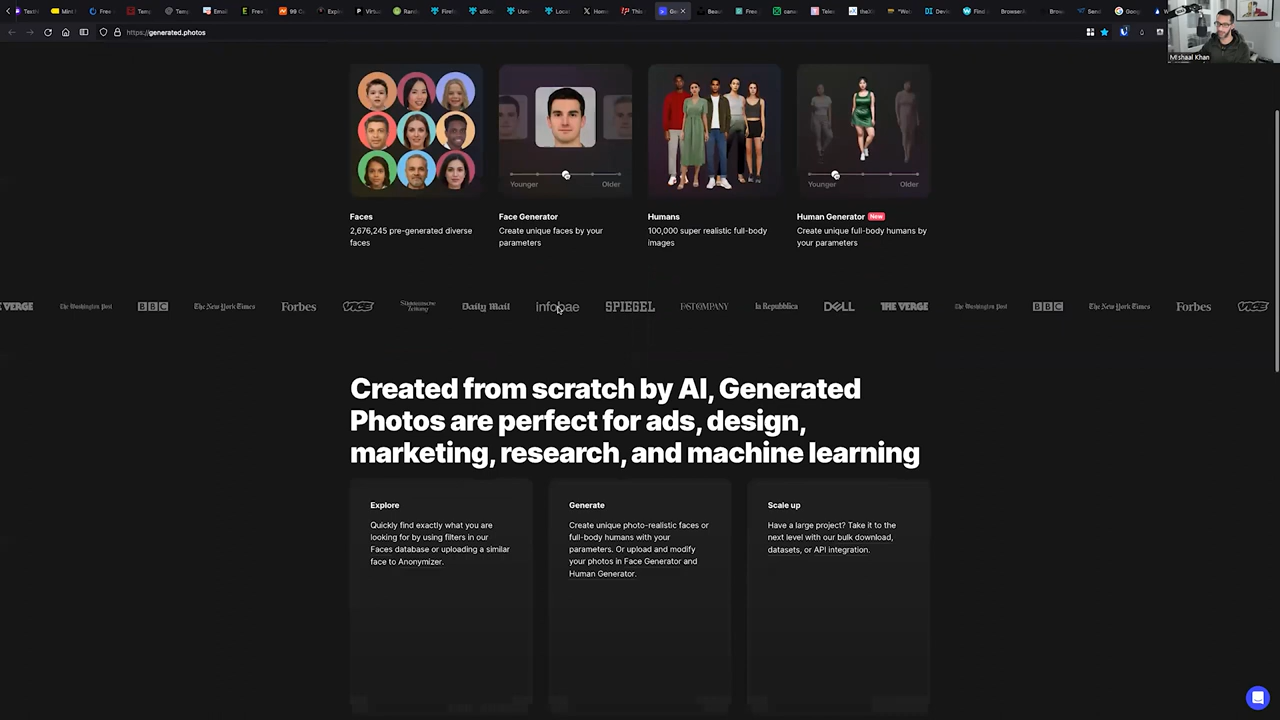 Email
Free
Temp
https://generated.photos
Mishaal Khan
Younger
Older
Younger
Older
Faces
2,676,245 pre-generated diverse
faces
Face Generator
Create unique faces by your
parameters
Humans
100,000 super realistic full-body
images
Human Generator New
Create unique full-body humans by
your parameters
E VERGE The Washington Post BBC The New York Times Forbes VICE Süddeutsche Zeitung Daily Mail infobae SPIEGEL FAST COMPANY la Repubblica DELL THE VERGE The Washington Post BBC The New York Times Forbes VICE
Created from scratch by AI, Generated
Photos are perfect for ads, design,
marketing, research, and machine learning
Explore
Quickly find exactly what you are
looking for by using filters in our
Faces database or uploading a similar
face to Anonymizer.
Generate
Create unique photo-realistic faces or
full-body humans with your
parameters. Or upload and modify
your photos in Face Generator and
Human Generator.
Scale up
Have a large project? Take it to the
next level with our bulk download,
datasets, or API integration.